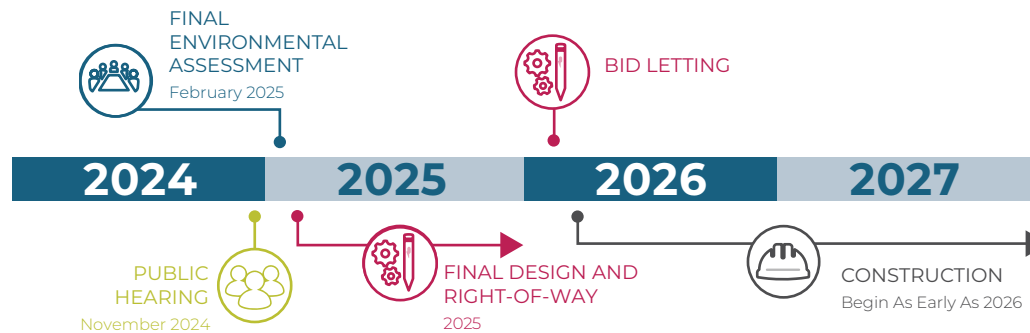 FINAL
ENVIRONMENTAL
ASSESSMENT
February 2025
BID LETTING
2024
2025
2026
2027
PUBLIC
HEARING
November 2024
FINAL DESIGN AND
RIGHT-OF-WAY
2025
CONSTRUCTION
Begin As Early As 2026